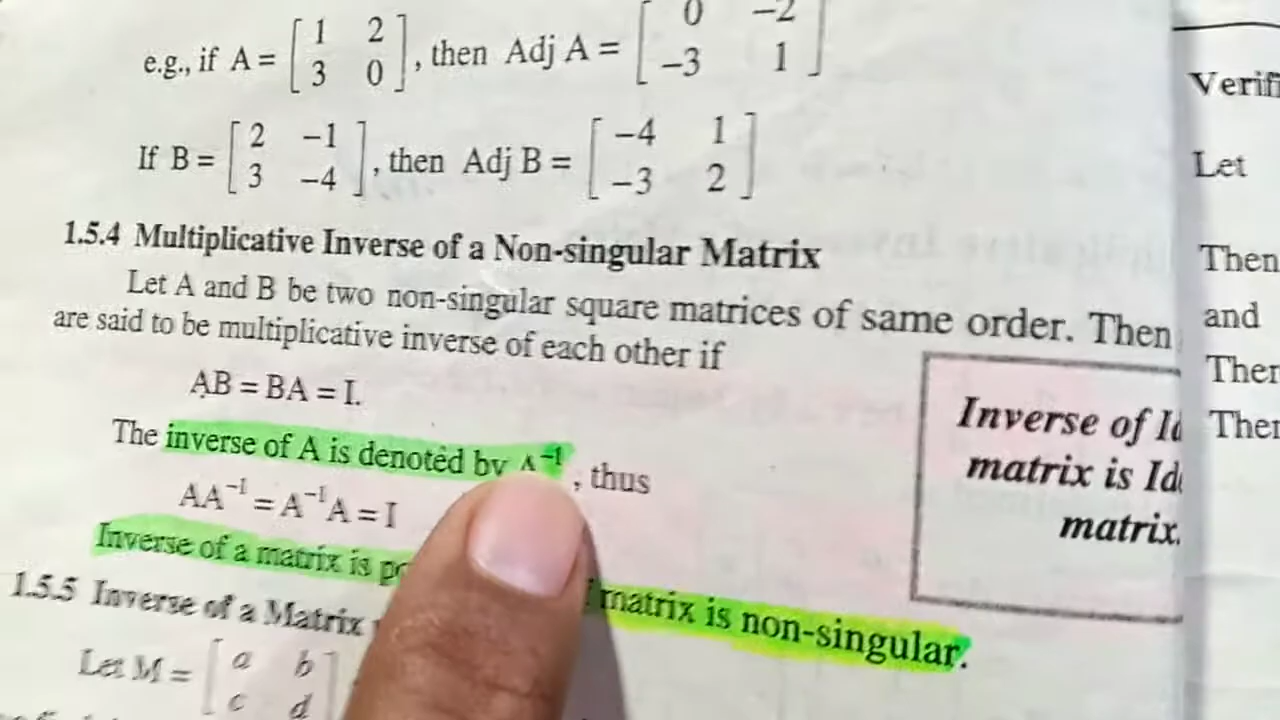 e.g., if A = [ 1 2 ], then Adj A = [ 0 −2 ]
[ 3 0 ] [ −3 1 ]
If B = [ 2 −1 ], then Adj B = [ −4 1 ]
[ 3 −4 ] [ −3 2 ]
1.5.4 Multiplicative Inverse of a Non-singular Matrix
Let A and B be two non-singular square matrices of same order. Then
are said to be multiplicative inverse of each other if
AB = BA = I.
The inverse of A is denoted by A⁻¹, thus
AA⁻¹ = A⁻¹A = I
Inverse of a matrix is matrix is non-singular.
Inverse of
matrix is
matrix.
1.5.5 Inverse of a Matrix
Let M = [ a b ]
[ c d ]
Let
Then
and